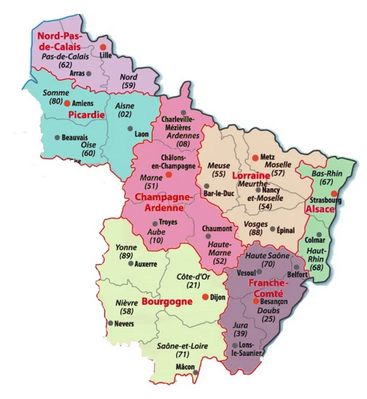 Nord-Pas-
de-Calais
Lille
Pas-de-Calais
(62)
Arras
Nord
(59)
Somme
(80)
Amiens
Picardie
Aisne
(02)
Beauvais
Oise
(60)
Laon
Charleville-
Mézières
Ardennes
(08)
Châlons-
en-Champagne
Marne
(51)
Champagne-
Ardenne
Troyes
Aube
(10)
Chaumont
Haute-
Marne
(52)
Meuse
(55)
Metz
Moselle
(57)
Lorraine
Meurthe-
et-Moselle
(54)
Nancy
Bar-le-Duc
Vosges
(88)
Épinal
Bas-Rhin
(67)
Strasbourg
Alsace
Colmar
Haut-
Rhin
(68)
Yonne
(89)
Auxerre
Côte-d'Or
(21)
Bourgogne
Dijon
Nièvre
(58)
Nevers
Saône-et-Loire
(71)
Mâcon
Haute Saône
(70)
Vesoul
Belfort
Franche-
Comté
Besançon
Doubs
(25)
Jura
(39)
Lons-
le-Saunier